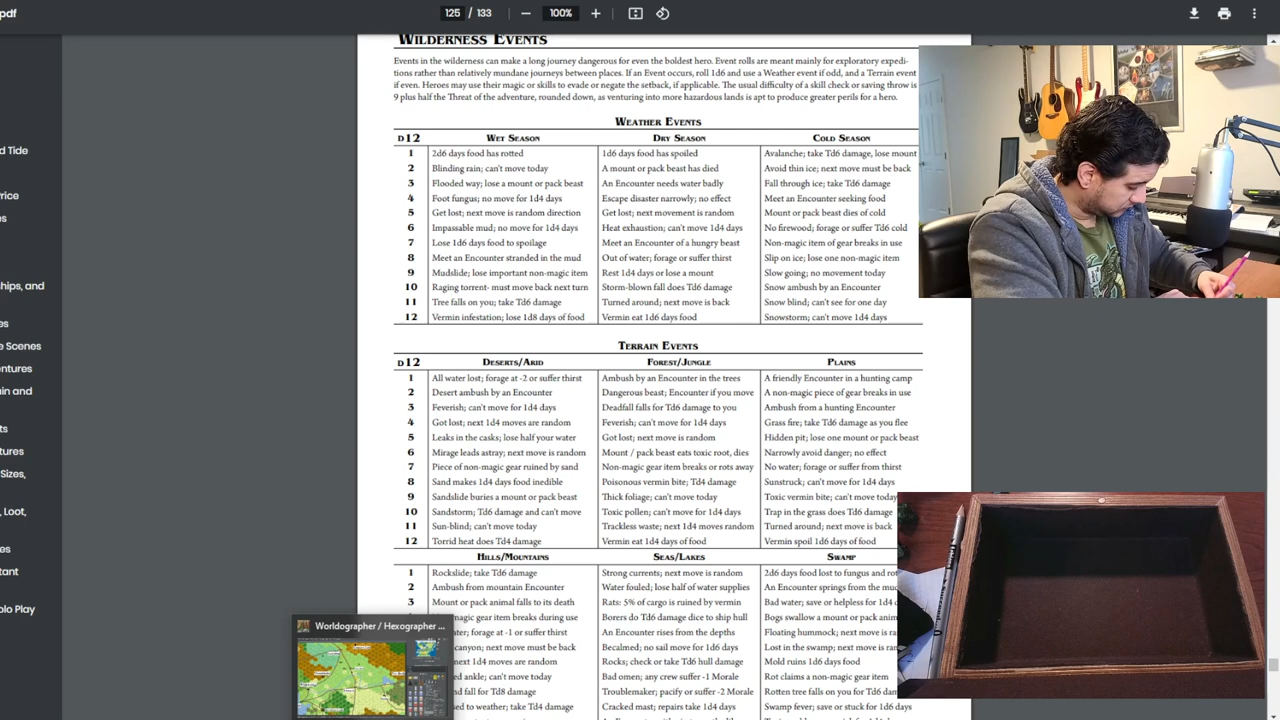 pdf
125 / 133
100%
WILDERNESS EVENTS
Events in the wilderness can make a long journey dangerous for even the boldest hero. Event rolls are meant mainly for exploratory expedi-
tions rather than relatively mundane journeys between places. If an Event occurs, roll 1d6 and use a Weather event if odd, and a Terrain event
if even. Heroes may use their magic or skills to evade or negate the setback, if applicable. The usual difficulty of a skill check or saving throw is
9 plus half the Threat of the adventure, rounded down, as venturing into more hazardous lands is apt to produce greater perils for a hero.
WEATHER EVENTS
D12 WET SEASON DRY SEASON COLD SEASON
1 2d6 days food has rotted 1d6 days food has spoiled Avalanche; take Td6 damage, lose mount
2 Blinding rain; can't move today A mount or pack beast has died Avoid thin ice; next move must be back
3 Flooded way; lose a mount or pack beast An Encounter needs water badly Fall through ice; take Td6 damage
4 Foot fungus; no move for 1d4 days Escape disaster narrowly; no effect Meet an Encounter seeking food
5 Get lost; next move is random direction Get lost; next movement is random Mount or pack beast dies of cold
6 Impassable mud; no move for 1d4 days Heat exhaustion; can't move 1d4 days No firewood; forage or suffer Td6 cold
7 Lose 1d6 days food to spoilage Meet an Encounter of a hungry beast Non-magic item of gear breaks in use
8 Meet an Encounter stranded in the mud Out of water; forage or suffer thirst Slip on ice; lose one non-magic item
9 Mudslide; lose important non-magic item Rest 1d4 days or lose a mount Slow going; no movement today
10 Raging torrent- must move back next turn Storm-blown fall does Td6 damage Snow ambush by an Encounter
11 Tree falls on you; take Td6 damage Turned around; next move is back Snow blind; can't see for one day
12 Vermin infestation; lose 1d8 days of food Vermin eat 1d6 days food Snowstorm; can't move 1d4 days
TERRAIN EVENTS
D12 DESERTS/ARID FOREST/JUNGLE PLAINS
1 All water lost; forage at -2 or suffer thirst Ambush by an Encounter in the trees A friendly Encounter in a hunting camp
2 Desert ambush by an Encounter Dangerous beast; Encounter if you move A non-magic piece of gear breaks in use
3 Feverish; can't move for 1d4 days Deadfall falls for Td6 damage to you Ambush from a hunting Encounter
4 Got lost; next 1d4 moves are random Feverish; can't move for 1d4 days Grass fire; take Td6 damage as you flee
5 Leaks in the casks; lose half your water Got lost; next move is random Hidden pit; lose one mount or pack beast
6 Mirage leads astray; next move is random Mount / pack beast eats toxic root, dies Narrowly avoid danger; no effect
7 Piece of non-magic gear ruined by sand Non-magic gear item breaks or rots away No water; forage or suffer from thirst
8 Sand makes 1d4 days food inedible Poisonous vermin bite; Td4 damage Sunstruck; can't move for 1d4 days
9 Sandslide buries a mount or pack beast Thick foliage; can't move today Toxic vermin bite; can't move today
10 Sandstorm; Td6 damage and can't move Toxic pollen; can't move for 1d4 days Trap in the grass does Td6 damage
11 Sun-blind; can't move today Trackless waste; next 1d4 moves random Turned around; next move is back
12 Torrid heat does Td4 damage Vermin eat 1d4 days of food Vermin spoil 1d6 days of food
HILLS/MOUNTAINS SEAS/LAKES SWAMP
1 Rockslide; take Td6 damage Strong currents; next move is random 2d6 days food lost to fungus and rot
2 Ambush from mountain Encounter Water fouled; lose half of water supplies An Encounter springs from the muc
3 Mount or pack animal falls to its death Rats: 5% of cargo is ruined by vermin Bad water; save or helpless for 1d4
magic gear item breaks during use Borers do Td6 damage dice to ship hull Bogs swallow a mount or pack anim
ater; forage at -1 or suffer thirst An Encounter rises from the depths Floating hummock; next move is ra
canyon; next move must be back Becalmed; no sail move for 1d6 days Lost in the swamp; next move is ran
next 1d4 moves are random Rocks; check or take Td6 hull damage Mold ruins 1d6 days food
ed ankle; can't move today Bad omen; any crew suffer -1 Morale Rot claims a non-magic gear item
nd fall for Td8 damage Troublemaker; pacify or suffer -2 Morale Rotten tree falls on you for Td6 dam
sed to weather; take Td4 damage Cracked mast; repairs take 1d4 days Swamp fever; save or stuck for 1d6 days
d Tide
rice
s
ships, and
es
e Scenes
entures
ain and
ts
tures
Sizes,
, Loot,
es
tant
olo Play
Worldographer / Hexographer ...